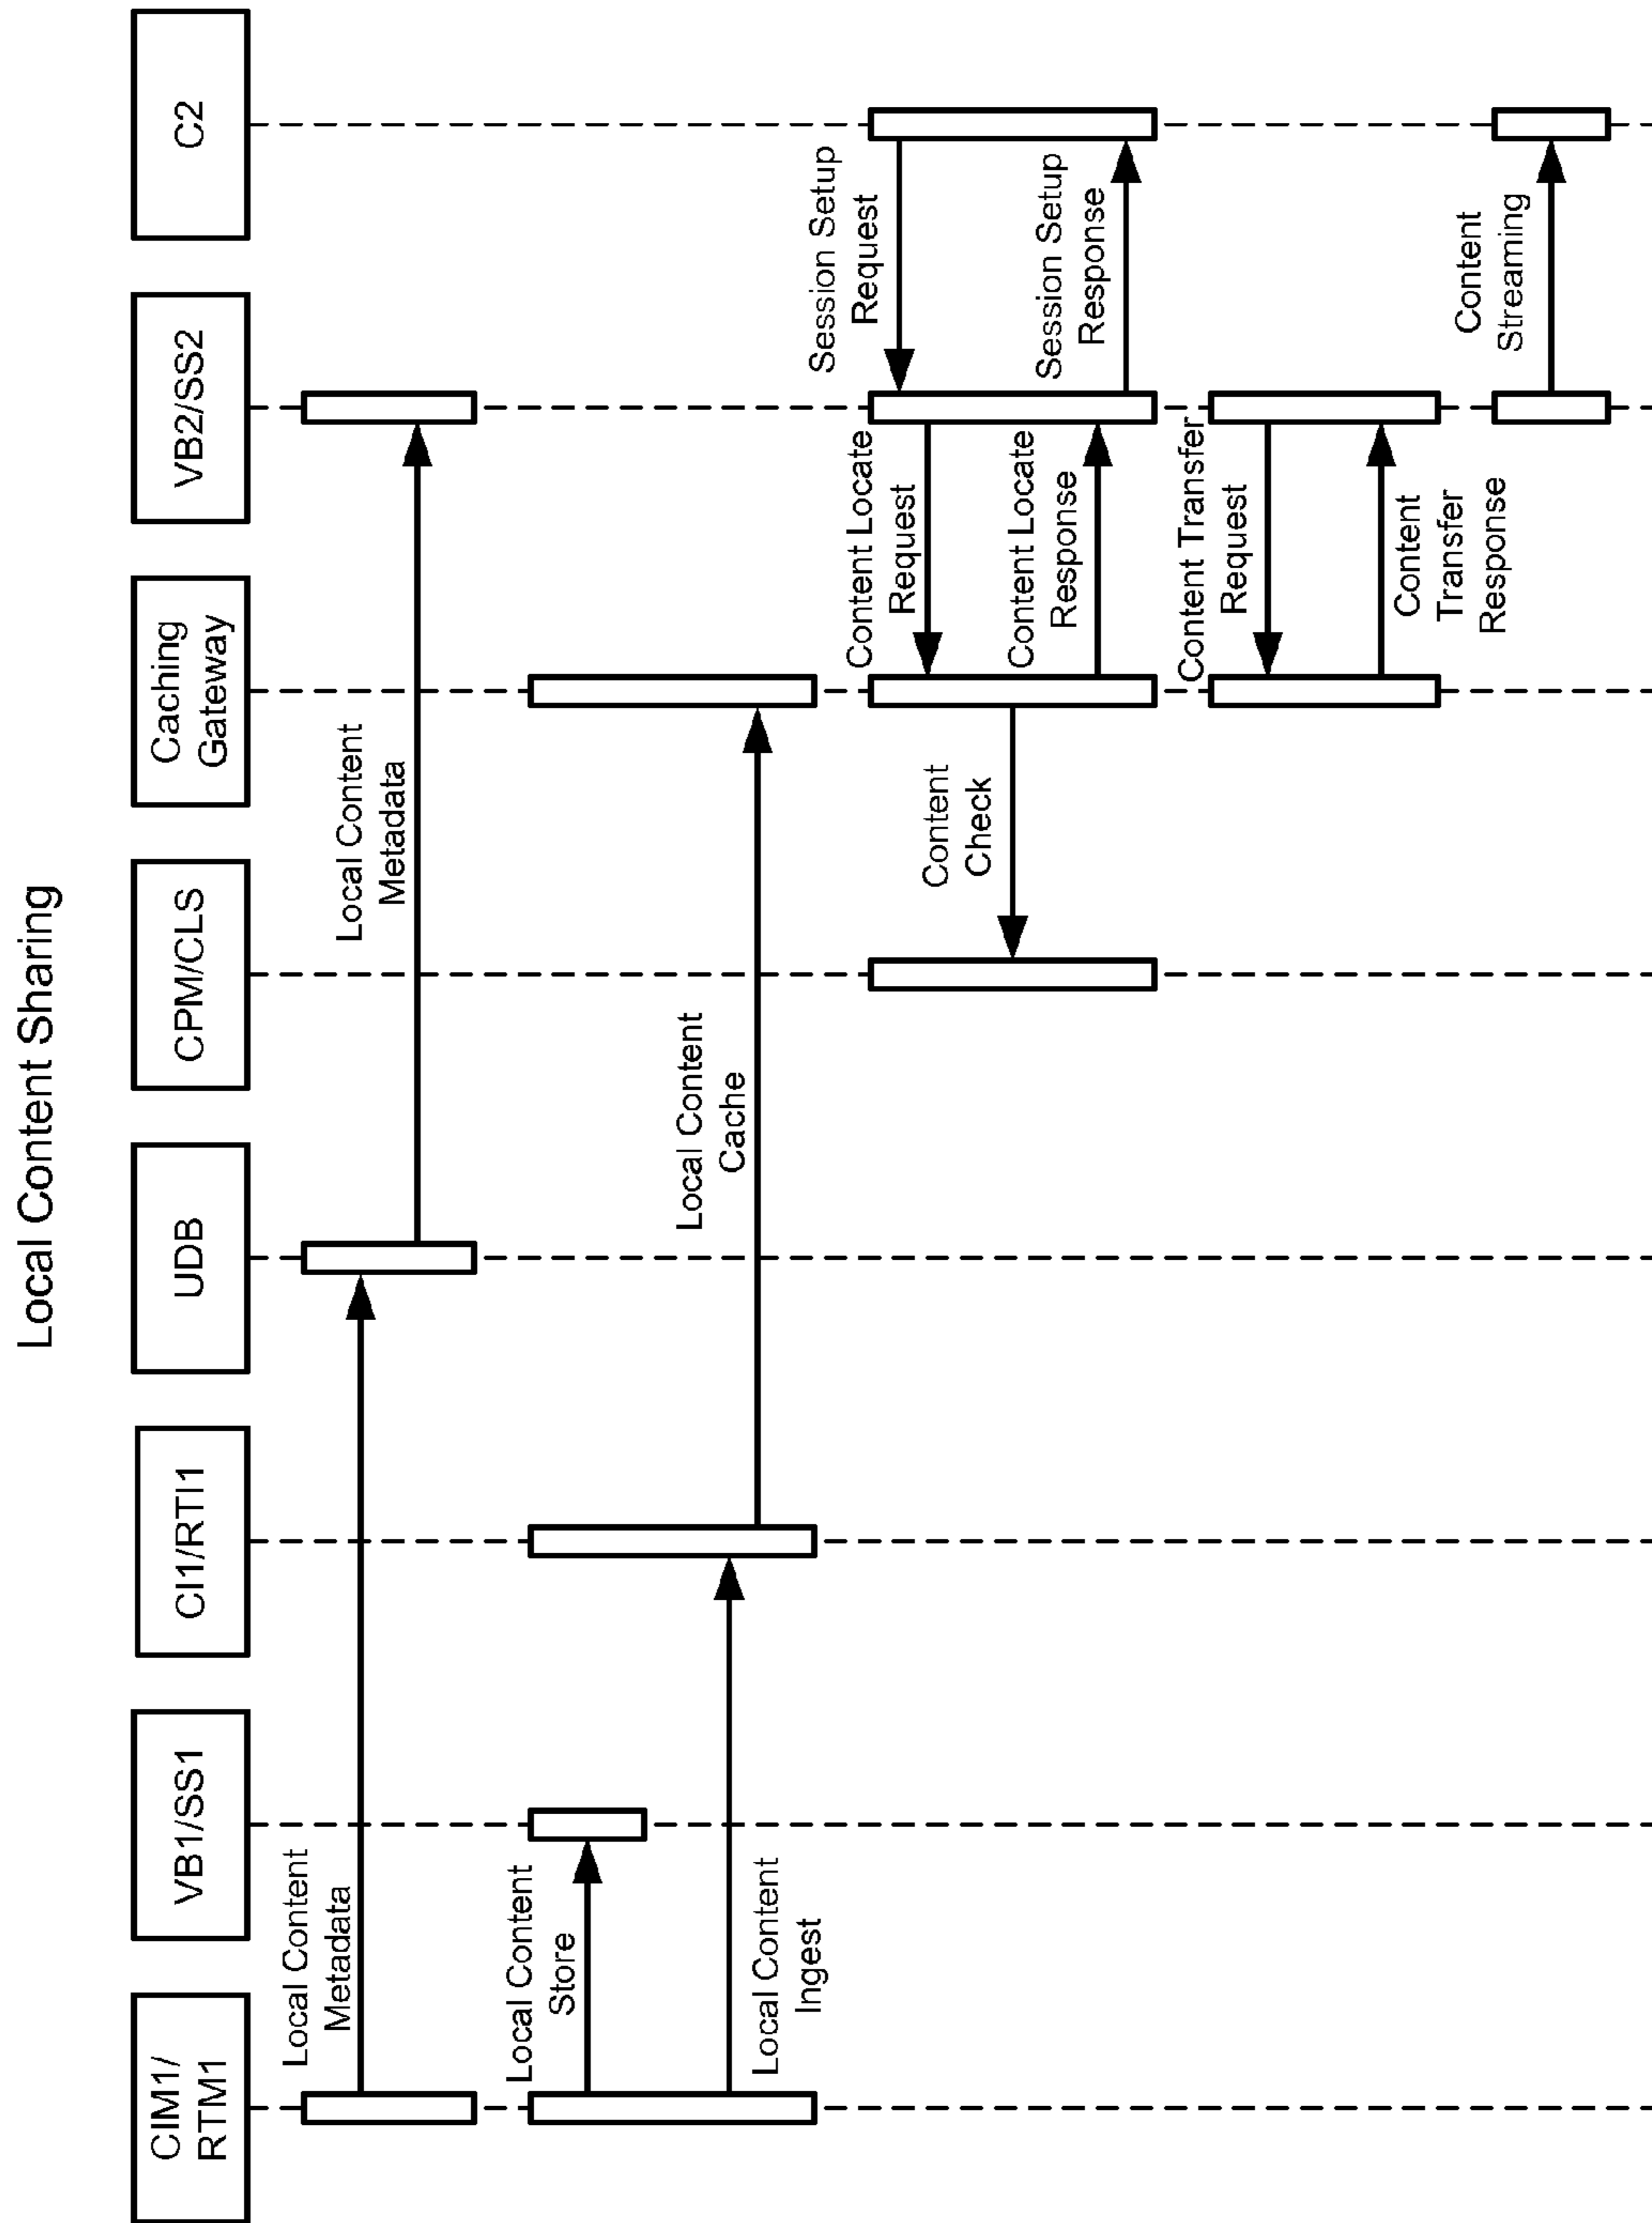 Local Content Sharing
CIM1/
RTM1
VB1/SS1
CI1/RTI1
UDB
CPM/CLS
Caching
Gateway
VB2/SS2
C2
Local Content
Metadata
Local Content
Metadata
Local Content
Store
Local Content
Cache
Local Content
Ingest
Session Setup
Request
Content Locate
Request
Content
Check
Content Locate
Response
Session Setup
Response
Content Transfer
Request
Content
Transfer
Response
Content
Streaming